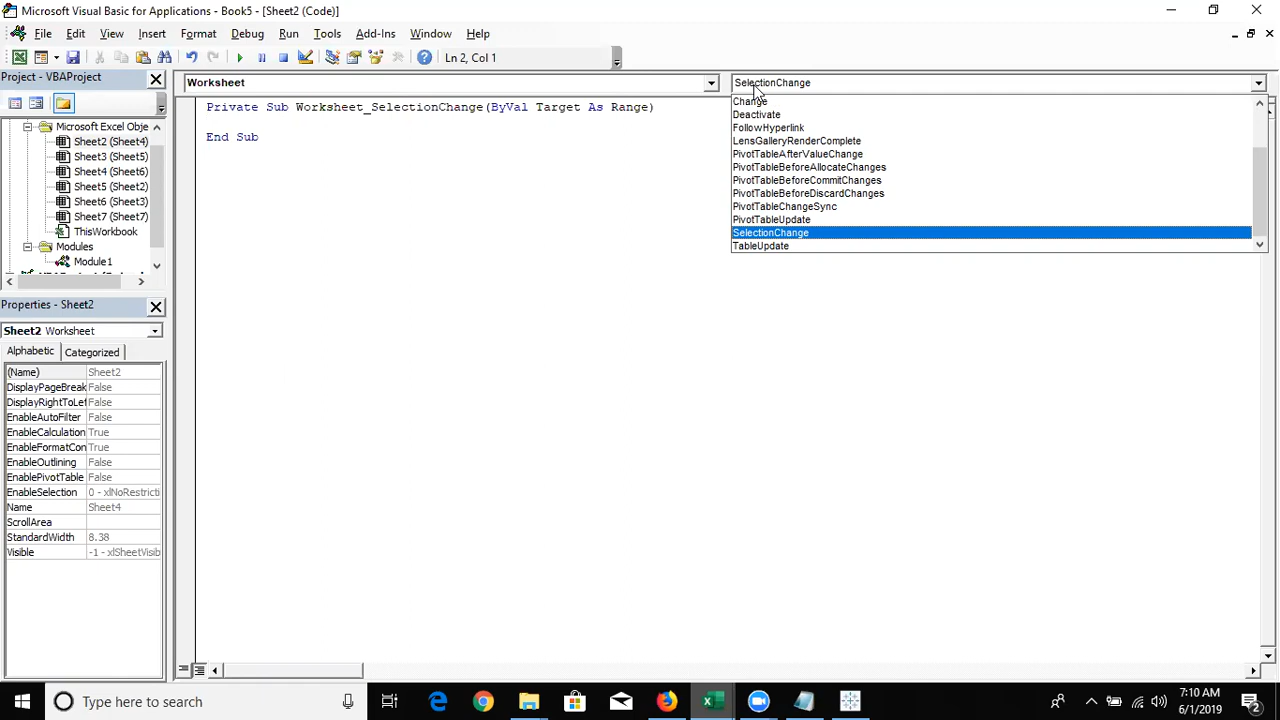 Microsoft Visual Basic for Applications - Book5 - [Sheet2 (Code)]
File Edit View Insert Format Debug Run Tools Add-Ins Window Help
Ln 2, Col 1
Project - VBAProject
Worksheet
SelectionChange
Microsoft Excel Obje
Sheet2 (Sheet4)
Sheet3 (Sheet5)
Sheet4 (Sheet6)
Sheet5 (Sheet2)
Sheet6 (Sheet3)
Sheet7 (Sheet7)
ThisWorkbook
Modules
Module1
Private Sub Worksheet_SelectionChange(ByVal Target As Range)
End Sub
Change
Deactivate
FollowHyperlink
LensGalleryRenderComplete
PivotTableAfterValueChange
PivotTableBeforeAllocateChanges
PivotTableBeforeCommitChanges
PivotTableBeforeDiscardChanges
PivotTableChangeSync
PivotTableUpdate
SelectionChange
TableUpdate
Properties - Sheet2
Sheet2 Worksheet
Alphabetic Categorized
(Name) Sheet2
DisplayPageBreak False
DisplayRightToLef False
EnableAutoFilter False
EnableCalculation True
EnableFormatCon True
EnableOutlining False
EnablePivotTable False
EnableSelection 0 - xlNoRestricti
Name Sheet4
ScrollArea
StandardWidth 8.38
Visible -1 - xlSheetVisib
Type here to search
7:10 AM
6/1/2019
2